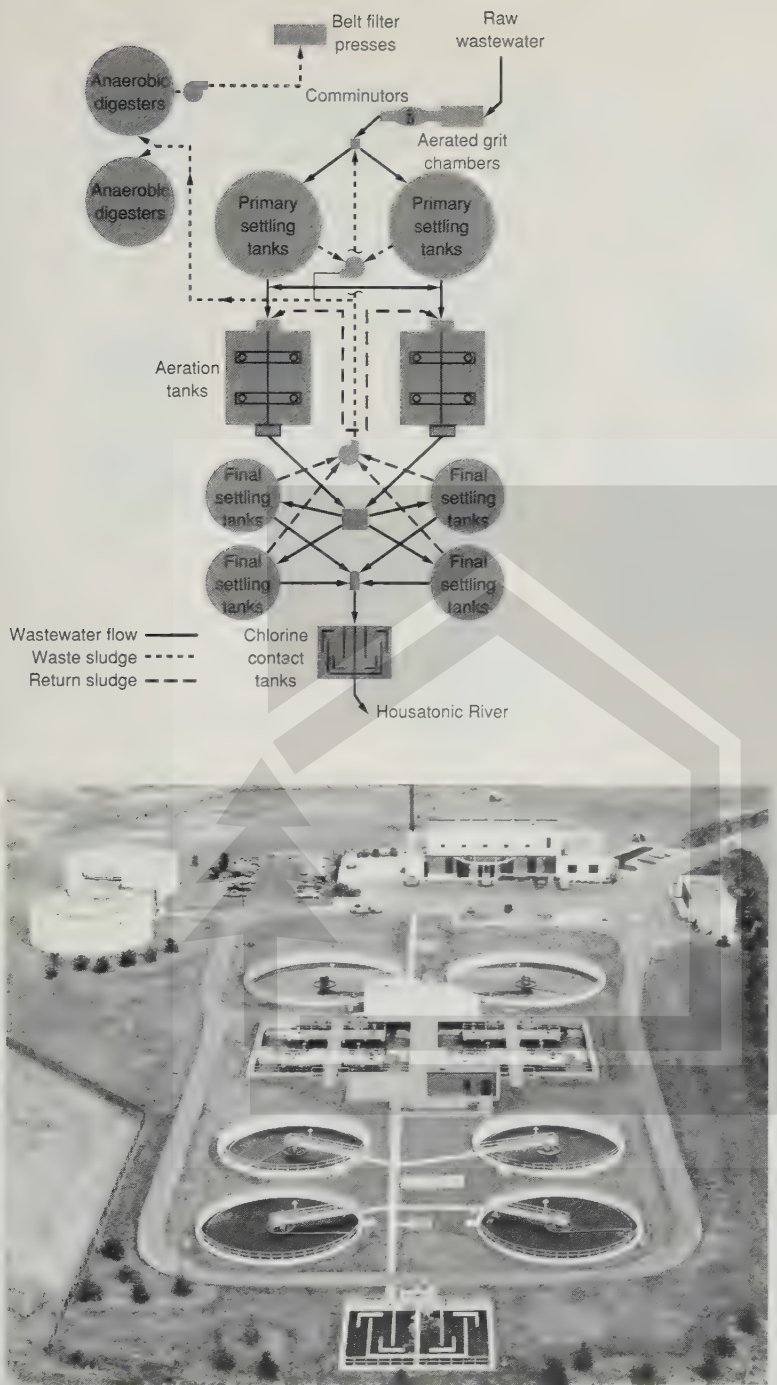 Belt filter
presses
Raw
wastewater
Anaerobic
digesters
Comminutors
Aerated grit
chambers
Anaerobic
digesters
Primary
settling
tanks
Primary
settling
tanks
Aeration
tanks
Final
settling
tanks
Final
settling
tanks
Final
settling
tanks
Final
settling
tanks
Wastewater flow
Waste sludge
Return sludge
Chlorine
contact
tanks
Housatonic River